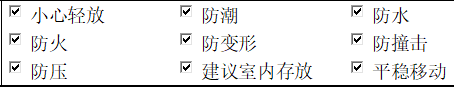 ☑ 小心轻放 ☑ 防潮 ☑ 防水
☑ 防火 ☑ 防变形 ☑ 防撞击
☑ 防压 ☑ 建议室内存放 ☑ 平稳移动